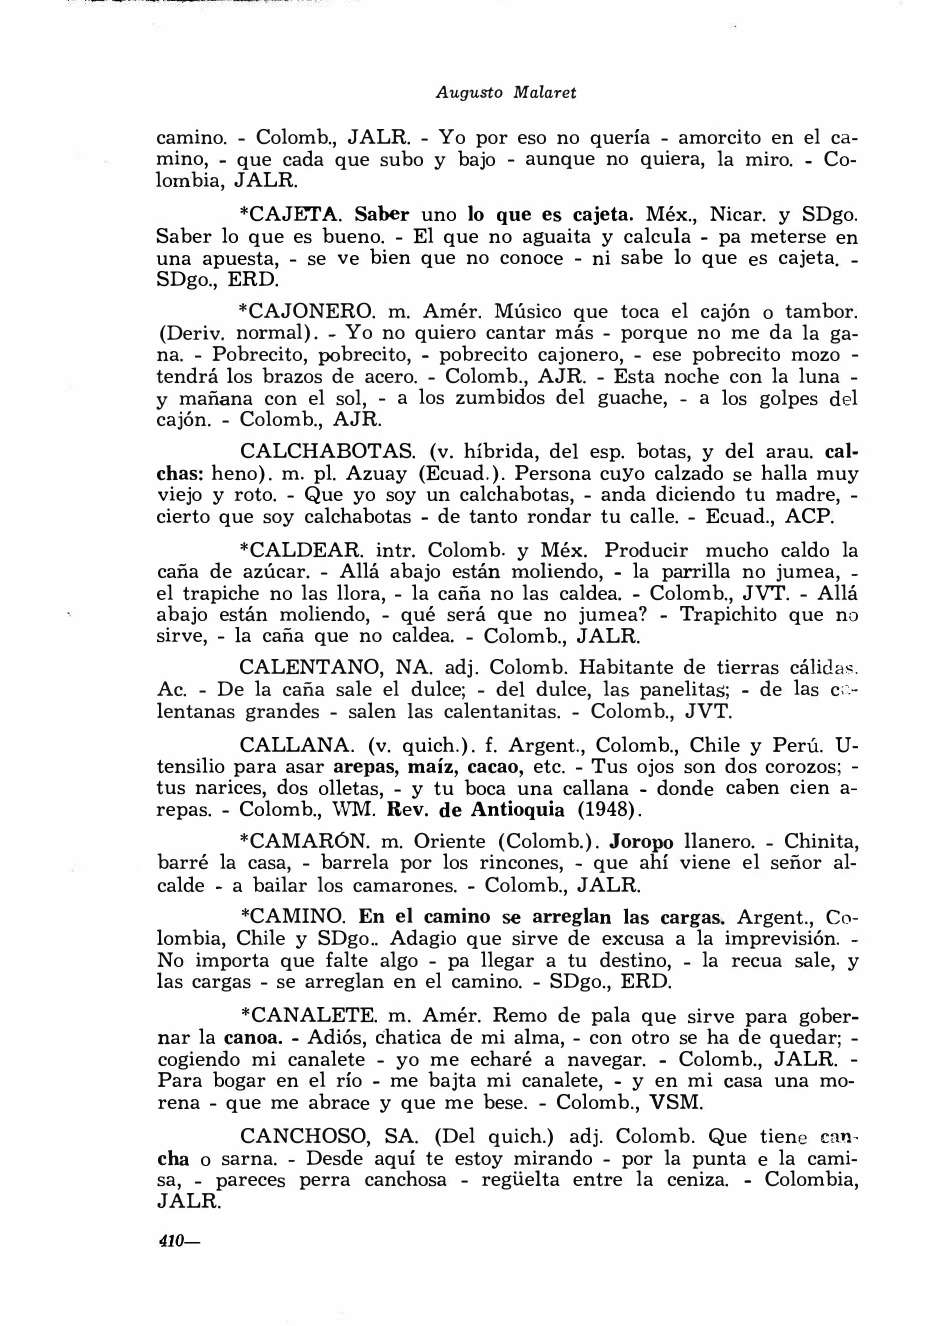 Augusto Malaret
camino. - Colomb., JALR. - Yo por eso no quería - amorcito en el ca-
mino, - que cada que subo y bajo - aunque no quiera, la miro. - Co-
lombia, JALR.
*CAJETA. Saber uno lo que es cajeta. Méx., Nicar. y SDgo.
Saber lo que es bueno. - El que no aguaita y calcula - pa meterse en
una apuesta, - se ve bien que no conoce - ni sabe lo que es cajeta. -
SDgo., ERD.
*CAJONERO. m. Amér. Músico que toca el cajón o tambor.
(Deriv. normal). - Yo no quiero cantar más - porque no me da la ga-
na. - Pobrecito, pobrecito, - pobrecito cajonero, - ese pobrecito mozo -
tendrá los brazos de acero. - Colomb., AJR. - Esta noche con la luna -
y mañana con el sol, - a los zumbidos del guache, - a los golpes del
cajón. - Colomb., AJR.
CALCHABOTAS. (v. híbrida, del esp. botas, y del arau. cal-
chas: heno). m. pl. Azuay (Ecuad.). Persona cuyo calzado se halla muy
viejo y roto. - Que yo soy un calchabotas, - anda diciendo tu madre, -
cierto que soy calchabotas - de tanto rondar tu calle. - Ecuad., ACP.
*CALDEAR. intr. Colomb. y Méx. Producir mucho caldo la
caña de azúcar. - Allá abajo están moliendo, - la parrilla no jumea, -
el trapiche no las llora, - la caña no las caldea. - Colomb., JVT. - Allá
abajo están moliendo, - qué será que no jumea? - Trapichito que no
sirve, - la caña que no caldea. - Colomb., JALR.
CALENTANO, NA. adj. Colomb. Habitante de tierras cálidas.
Ac. - De la caña sale el dulce; - del dulce, las panelitas; - de las ca-
lentanas grandes - salen las calentanitas. - Colomb., JVT.
CALLANA. (v. quich.). f. Argent., Colomb., Chile y Perú. U-
tensilio para asar arepas, maíz, cacao, etc. - Tus ojos son dos corozos; -
tus narices, dos olletas, - y tu boca una callana - donde caben cien a-
repas. - Colomb., WM. Rev. de Antioquia (1948).
*CAMARÓN. m. Oriente (Colomb.). Joropo llanero. - Chinita,
barré la casa, - barrela por los rincones, - que ahí viene el señor al-
calde - a bailar los camarones. - Colomb., JALR.
*CAMINO. En el camino se arreglan las cargas. Argent., Co-
lombia, Chile y SDgo.. Adagio que sirve de excusa a la imprevisión. -
No importa que falte algo - pa llegar a tu destino, - la recua sale, y
las cargas - se arreglan en el camino. - SDgo., ERD.
*CANALETE. m. Amér. Remo de pala que sirve para gober-
nar la canoa. - Adiós, chatica de mi alma, - con otro se ha de quedar; -
cogiendo mi canalete - yo me echaré a navegar. - Colomb., JALR. -
Para bogar en el río - me bajta mi canalete, - y en mi casa una mo-
rena - que me abrace y que me bese. - Colomb., VSM.
CANCHOSO, SA. (Del quich.) adj. Colomb. Que tiene can-
cha o sarna. - Desde aquí te estoy mirando - por la punta e la cami-
sa, - pareces perra canchosa - regüelta entre la ceniza. - Colombia,
JALR.
410—